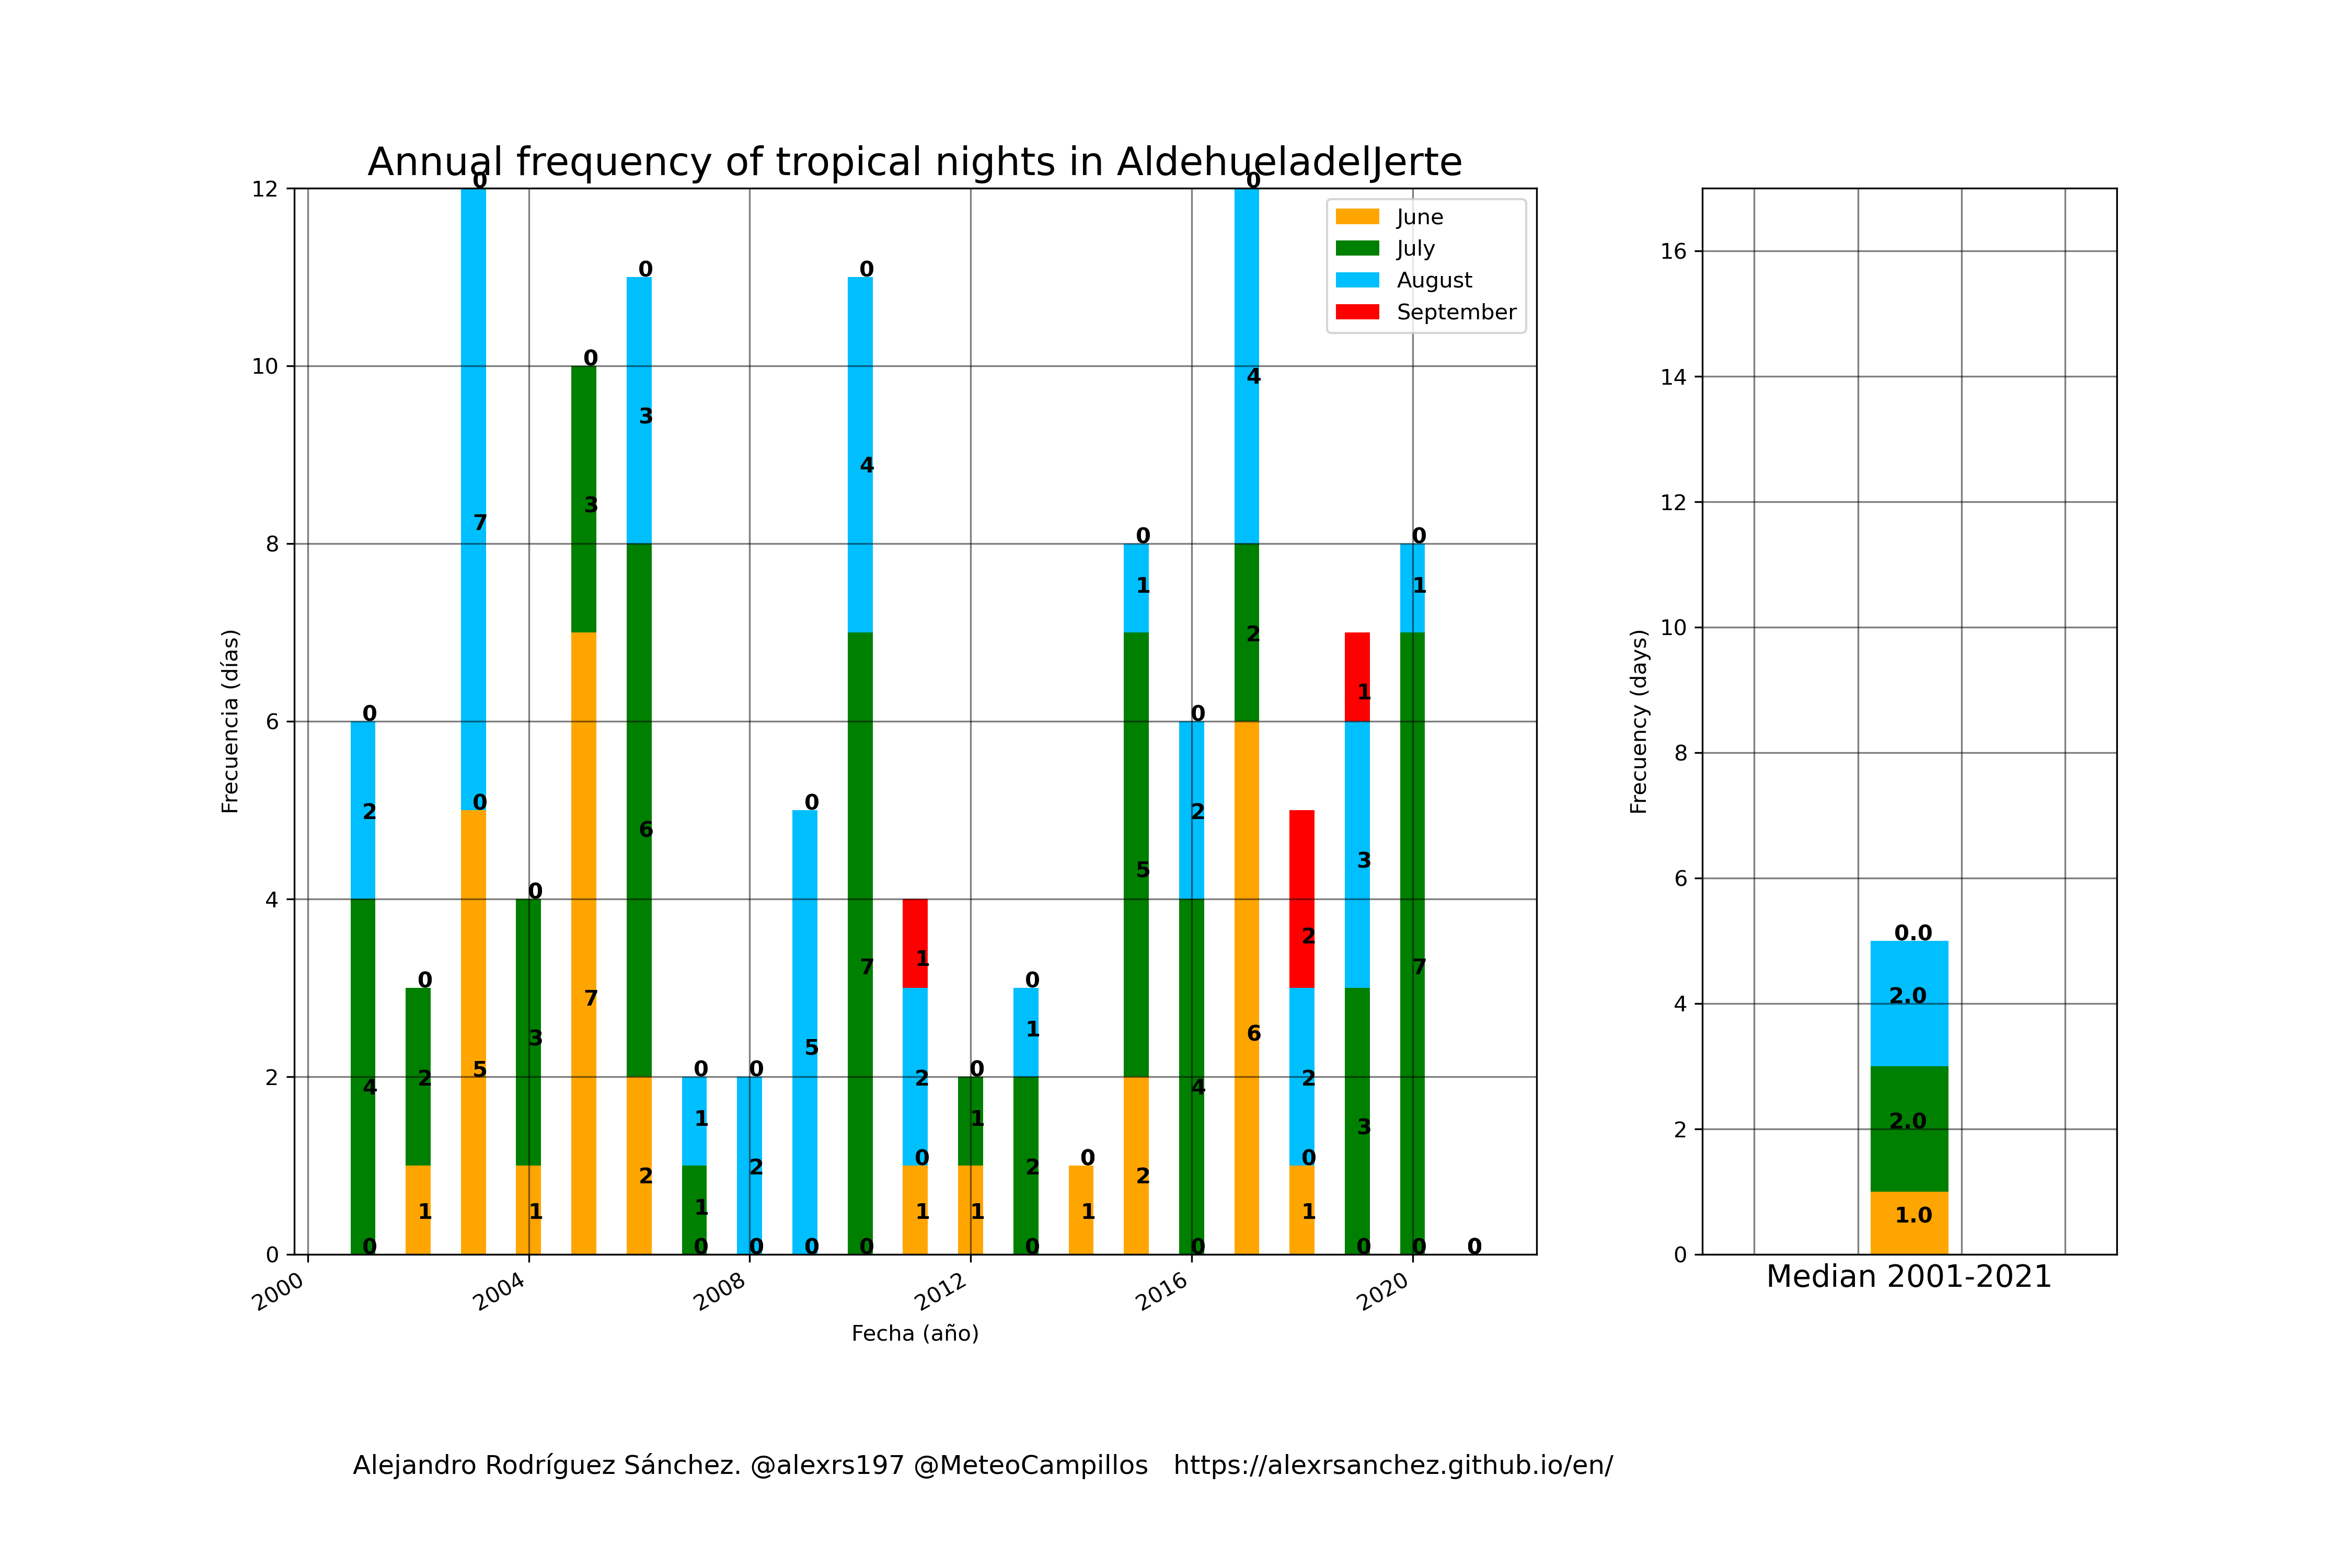 Annual frequency of tropical nights in AldehueladelJerte
12
10
8
6
4
2
0
Frecuencia (días)
June
July
August
September
0 0
0 0
4
0
3 3
4
7
0 0 0
1
0 0
1
2 2
0 0
2
3
6
5
0
4
3
2
1
7 7 7
0 0
1
2
6
5
0 0 0
5
2
2 2
3
1 1
4 1 4
2 2
2
1 1 1 1 1 1
0 0 0 0 0
0 0 0 0 0 0 0 0 0 0
2000 2004 2008 2012 2016 2020
Fecha (año)
16
14
12
10
8
6
4
2
0
Frecuency (days)
0.0
2.0
2.0
1.0
Median 2001-2021
Alejandro Rodríguez Sánchez. @alexrs197 @MeteoCampillos https://alexrsanchez.github.io/en/